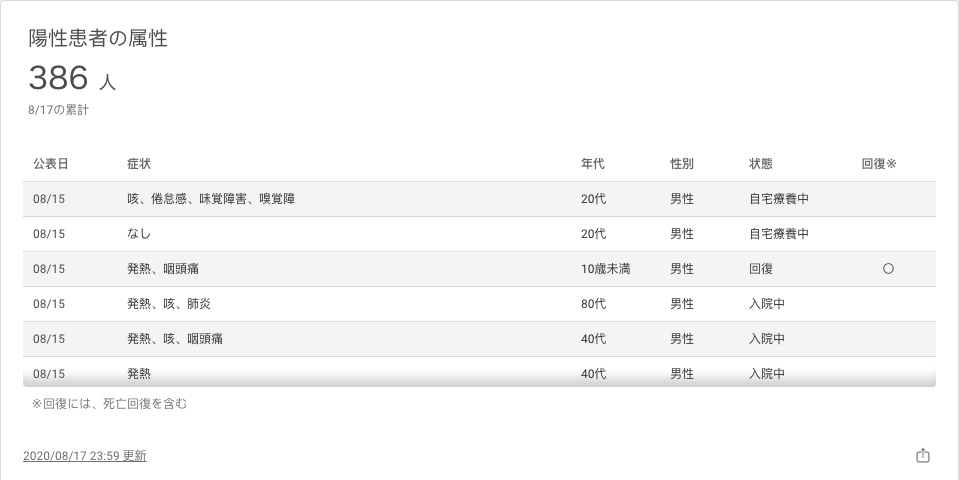 陽性患者の属性
386 人
8/17の累計
公表日 症状 年代 性別 状態 回復※
08/15 咳、倦怠感、味覚障害、嗅覚障 20代 男性 自宅療養中
08/15 なし 20代 男性 自宅療養中
08/15 発熱、咽頭痛 10歳未満 男性 回復 〇
08/15 発熱、咳、肺炎 80代 男性 入院中
08/15 発熱、咳、咽頭痛 40代 男性 入院中
08/15 発熱 40代 男性 入院中
※回復には、死亡回復を含む
2020/08/17 23:59 更新